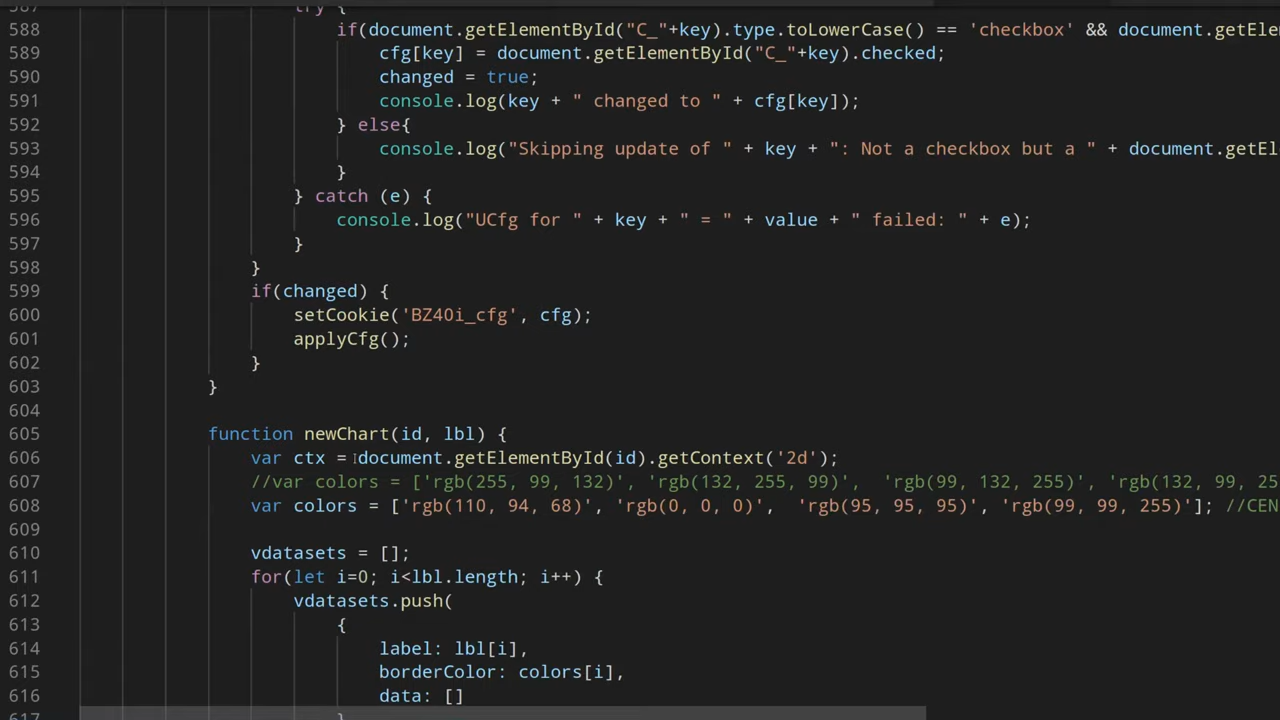 587 try {
588 if(document.getElementById("C_"+key).type.toLowerCase() == 'checkbox' && document.getEle
589 cfg[key] = document.getElementById("C_"+key).checked;
590 changed = true;
591 console.log(key + " changed to " + cfg[key]);
592 } else{
593 console.log("Skipping update of " + key + ": Not a checkbox but a " + document.getEl
594 }
595 } catch (e) {
596 console.log("UCfg for " + key + " = " + value + " failed: " + e);
597 }
598 }
599 if(changed) {
600 setCookie('BZ40i_cfg', cfg);
601 applyCfg();
602 }
603 }
604
605 function newChart(id, lbl) {
606 var ctx = document.getElementById(id).getContext('2d');
607 //var colors = ['rgb(255, 99, 132)', 'rgb(132, 255, 99)', 'rgb(99, 132, 255)', 'rgb(132, 99, 25
608 var colors = ['rgb(110, 94, 68)', 'rgb(0, 0, 0)', 'rgb(95, 95, 95)', 'rgb(99, 99, 255)']; //CEN
609
610 vdatasets = [];
611 for(let i=0; i<lbl.length; i++) {
612 vdatasets.push(
613 {
614 label: lbl[i],
615 borderColor: colors[i],
616 data: []
617 }